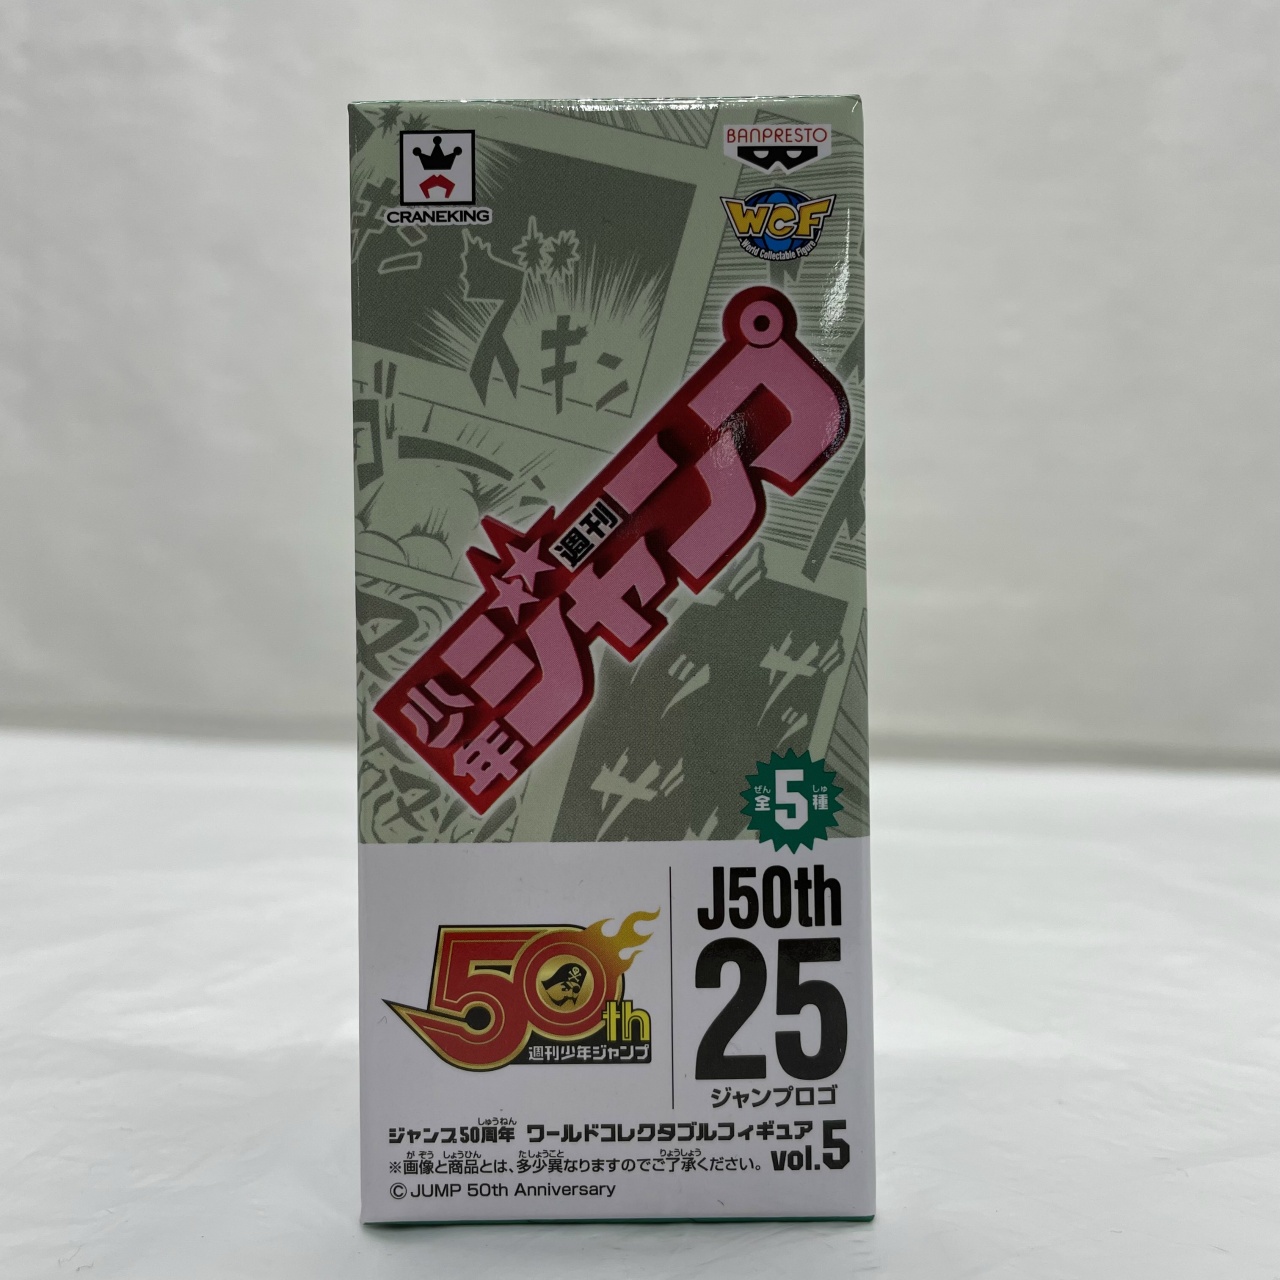 CRANEKING
BANPRESTO
WCF
World Collectable Figure
キン
ズキン
週刊
少年
ジャンプ
ぜん しゅ
全5種
50th
週刊少年ジャンプ
J50th
25
ジャンプロゴ
しゅうねん
ジャンプ50周年 ワールドコレクタブルフィギュア
vol.5
がぞう しょうひん たしょうこと りょうしょう
※画像と商品とは、多少異なりますのでご了承ください。
©JUMP 50th Anniversary